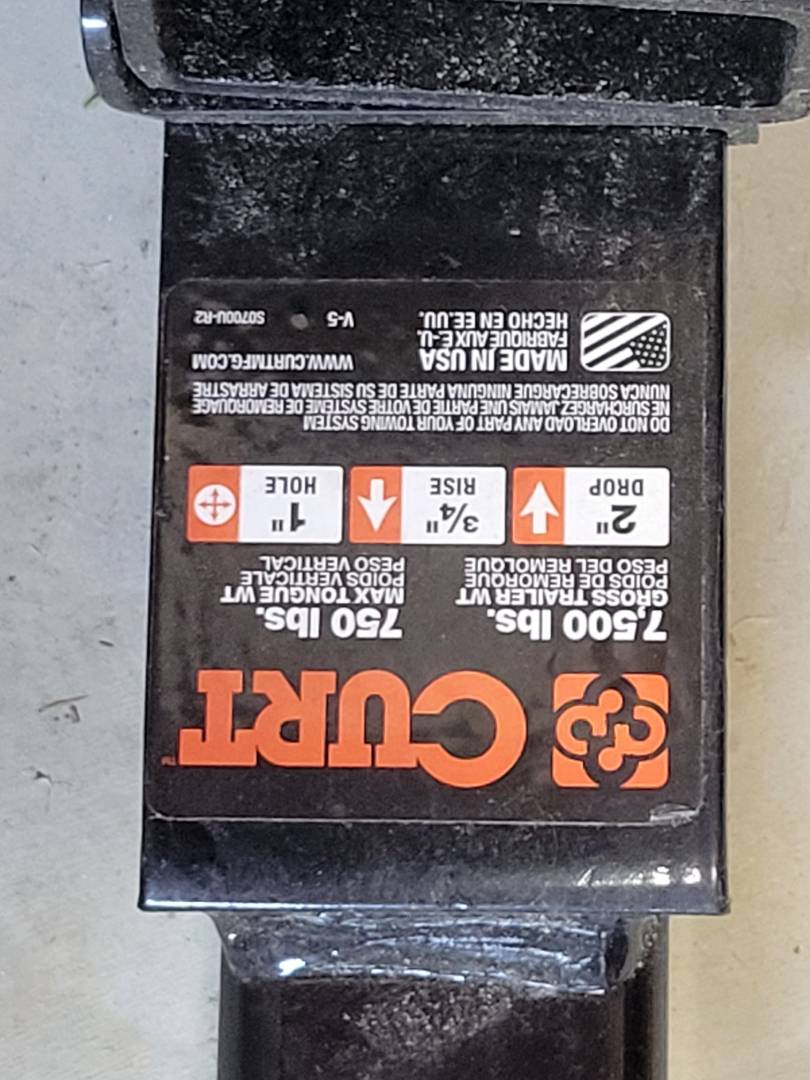 CURT™
7,500 lbs.
GROSS TRAILER WT
POIDS DE REMORQUE
PESO DEL REMOLQUE
750 lbs.
MAX TONGUE WT
POIDS VERTICALE
PESO VERTICAL
2"
DROP
3/4"
RISE
1"
HOLE
DO NOT OVERLOAD ANY PART OF YOUR TOWING SYSTEM
NE SURCHARGEZ JAMAIS UNE PARTIE DE VOTRE SYSTEME DE REMORQUAGE
NUNCA SOBRECARGUE NINGUNA PARTE DE SU SISTEMA DE ARRASTRE
MADE IN USA
FABRIQUE AUX E.-U.
HECHO EN EE.UU.
WWW.CURTMFG.COM
V-5 S0700U-R2